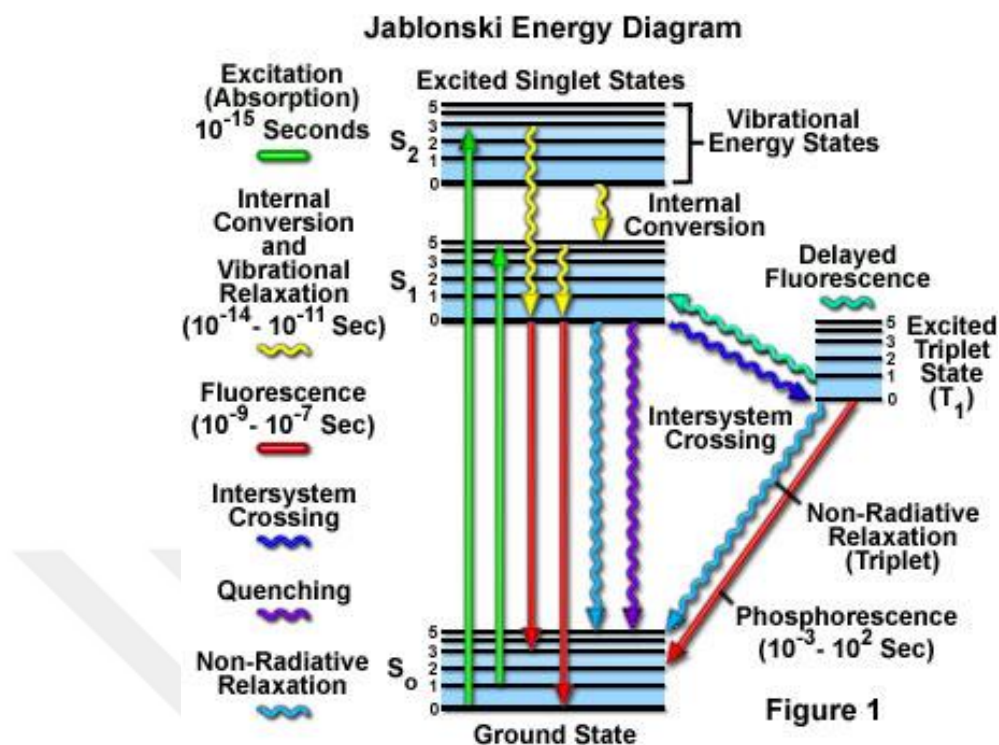 Jablonski Energy Diagram
Excitation
(Absorption)
10⁻¹⁵ Seconds
Internal
Conversion
and
Vibrational
Relaxation
(10⁻¹⁴ - 10⁻¹¹ Sec)
Fluorescence
(10⁻⁹ - 10⁻⁷ Sec)
Intersystem
Crossing
Quenching
Non-Radiative
Relaxation
Excited Singlet States
S₂
5
3
2
1
0
Vibrational
Energy States
Internal
Conversion
S₁
5
3
2
1
0
Delayed
Fluorescence
5
4
3
2
1
0
Excited
Triplet
State
(T₁)
Intersystem
Crossing
Non-Radiative
Relaxation
(Triplet)
Phosphorescence
(10⁻³ - 10² Sec)
S₀
5
3
2
1
0
Ground State
Figure 1